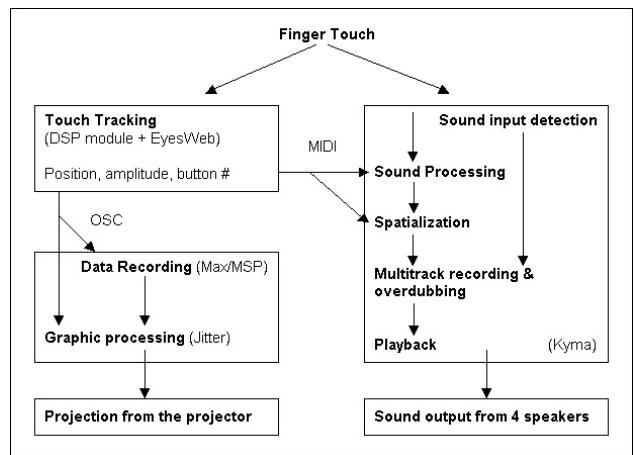 Finger Touch
Touch Tracking
(DSP module + EyesWeb)
Position, amplitude, button #
MIDI
OSC
Data Recording (Max/MSP)
Graphic processing (Jitter)
Projection from the projector
Sound input detection
Sound Processing
Spatialization
Multitrack recording &
overdubbing
Playback
(Kyma)
Sound output from 4 speakers